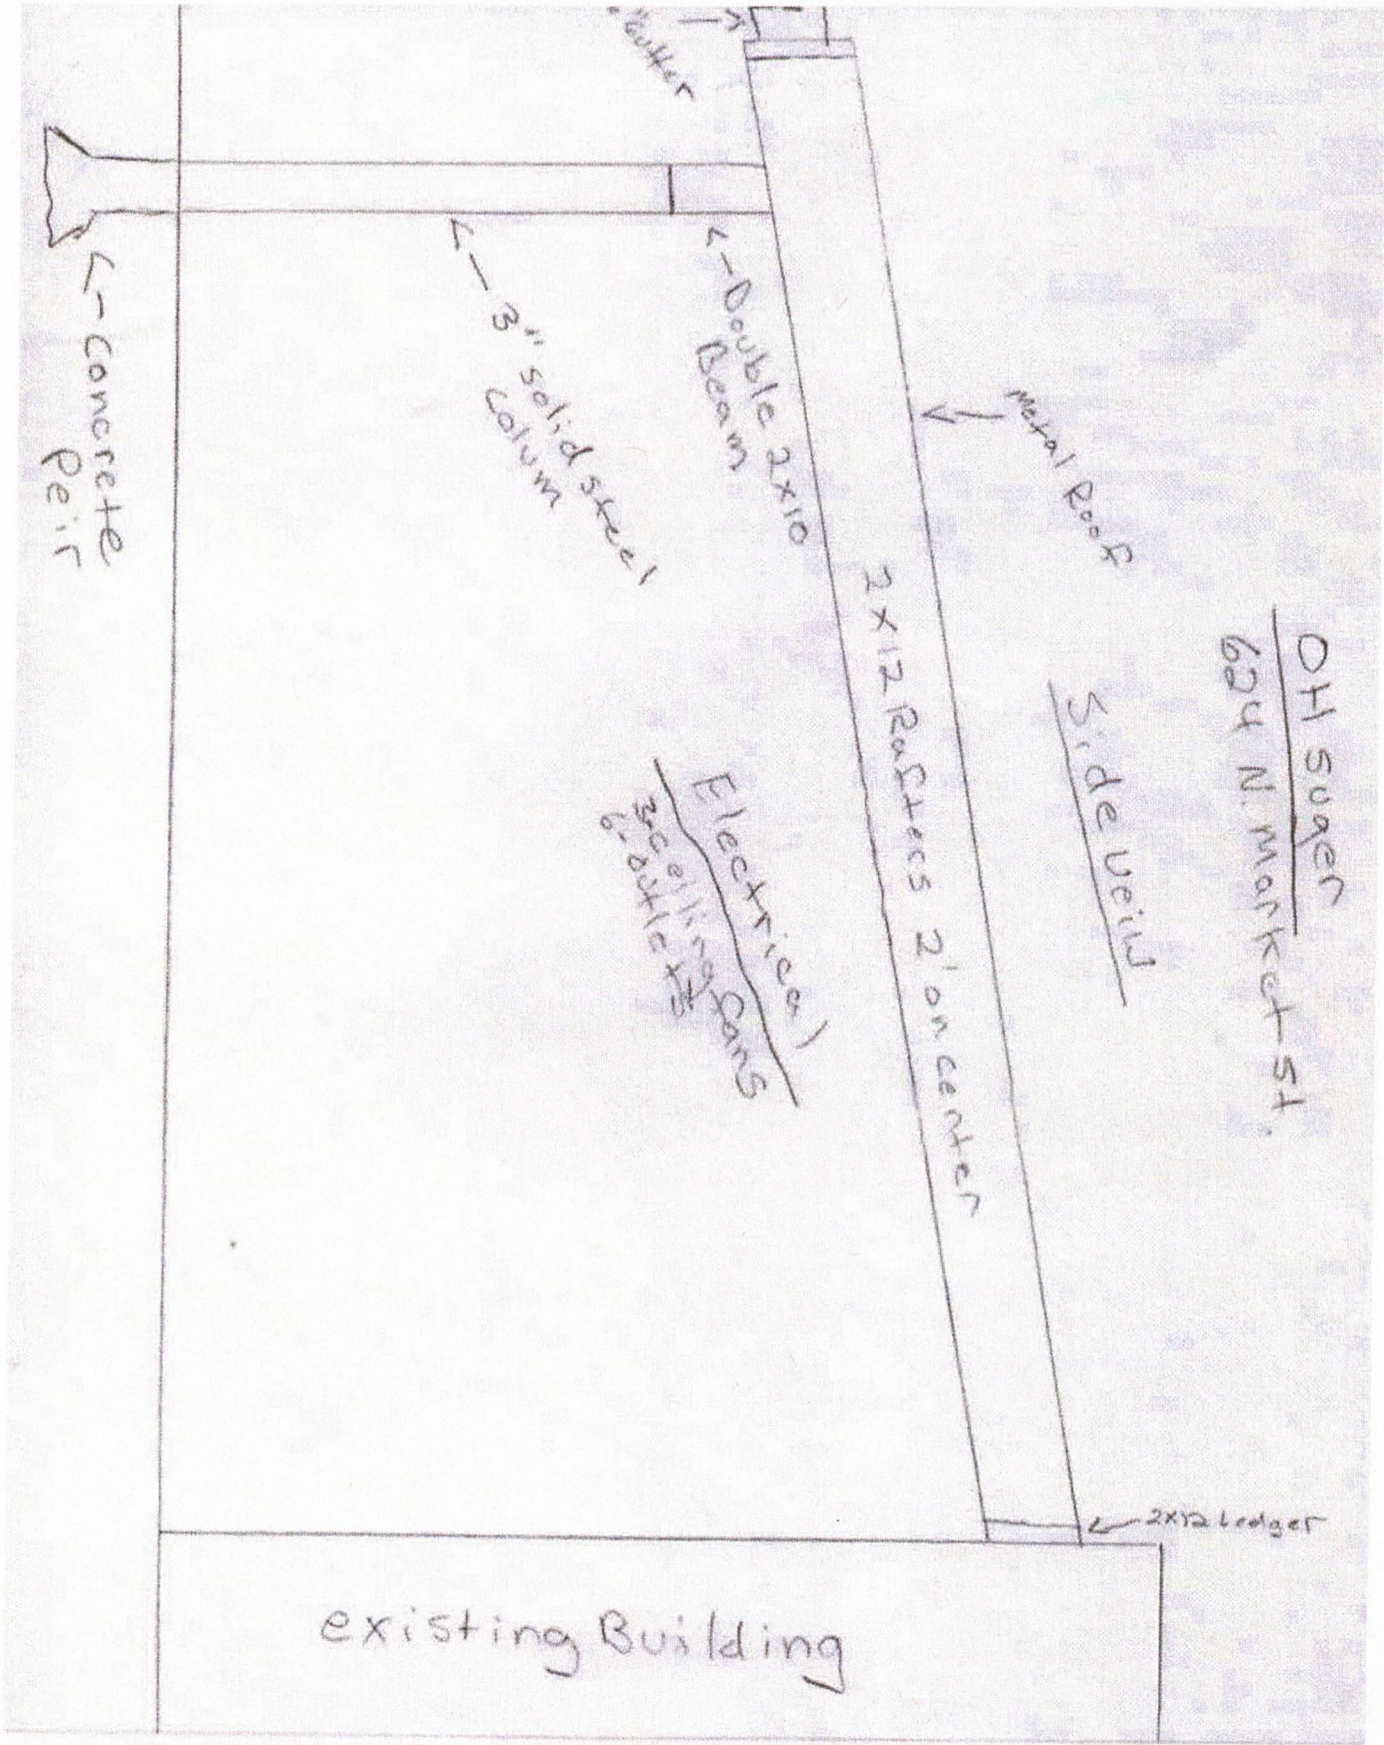 OH suger
624 N. Market st.
Side veiw
Metal Roof
2x12 Rafters 2' on center
2x12 Ledger
Gutter
Double 2x10
Beam
3" solid steel
Colum
Electrical
3-ceiling fans
6-outlets
Concrete
Peir
existing Building